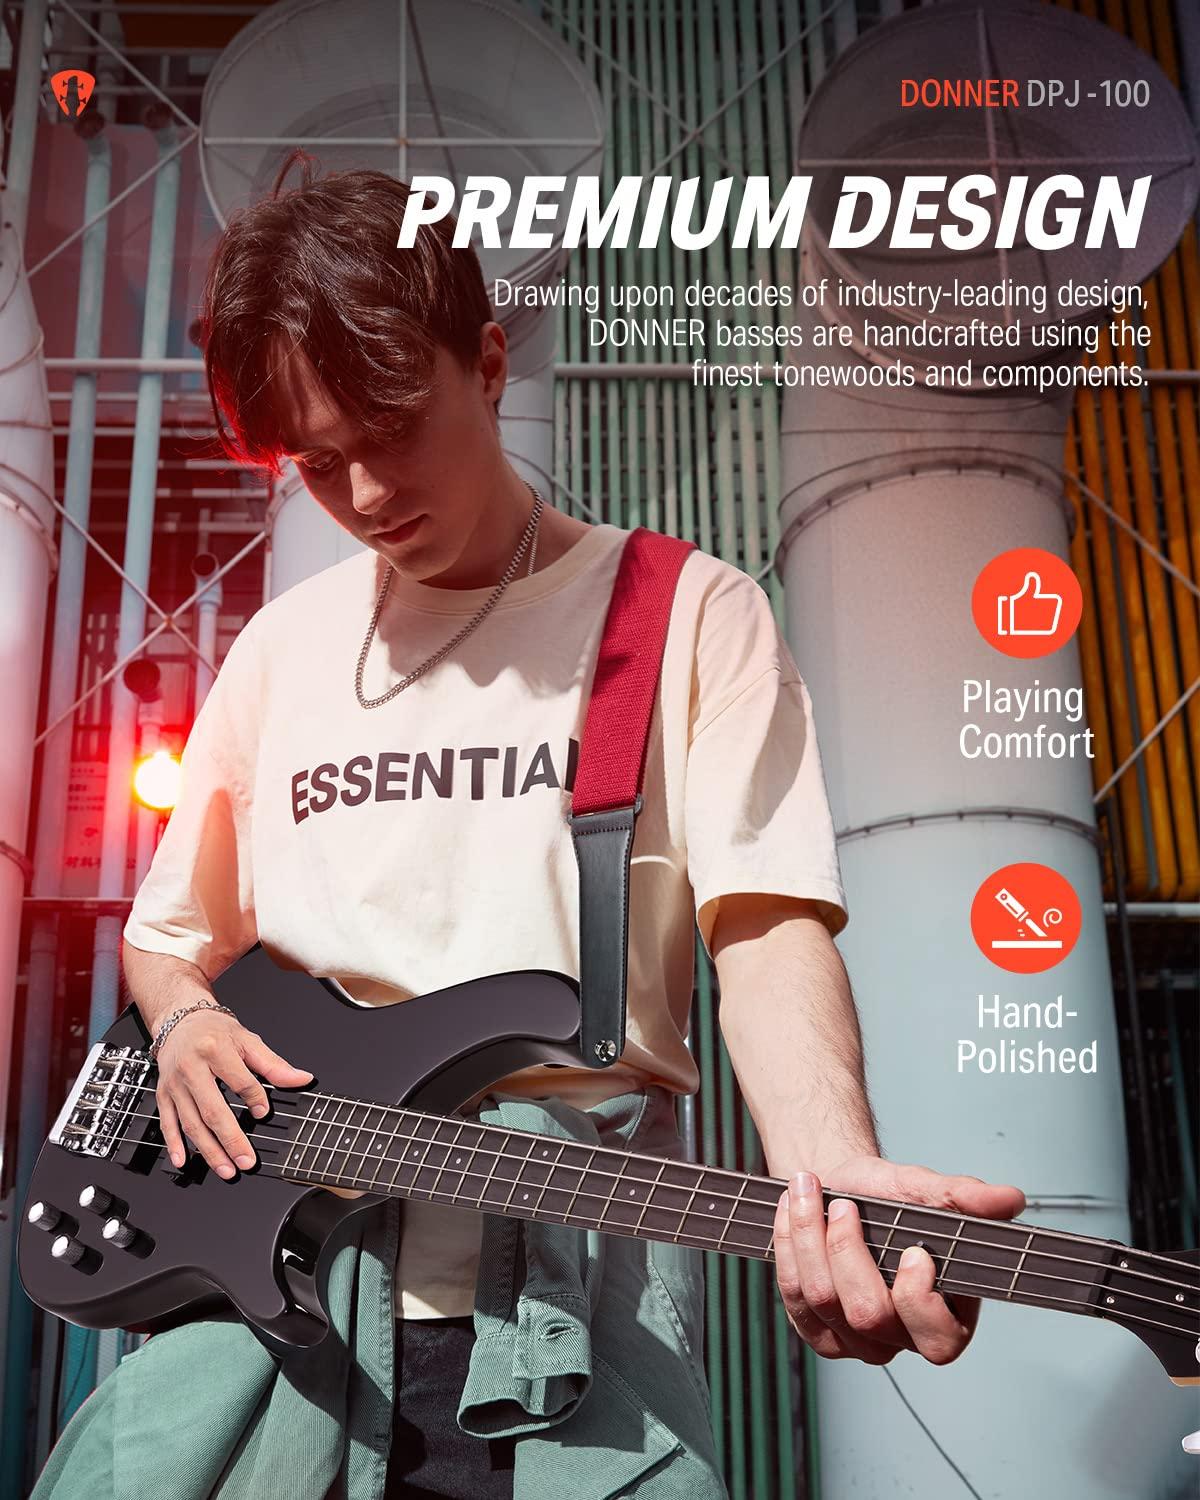 DONNER DPJ -100
PREMIUM DESIGN
Drawing upon decades of industry-leading design,
DONNER basses are handcrafted using the
finest tonewoods and components.
Playing
Comfort
ESSENTIAL
Hand-
Polished